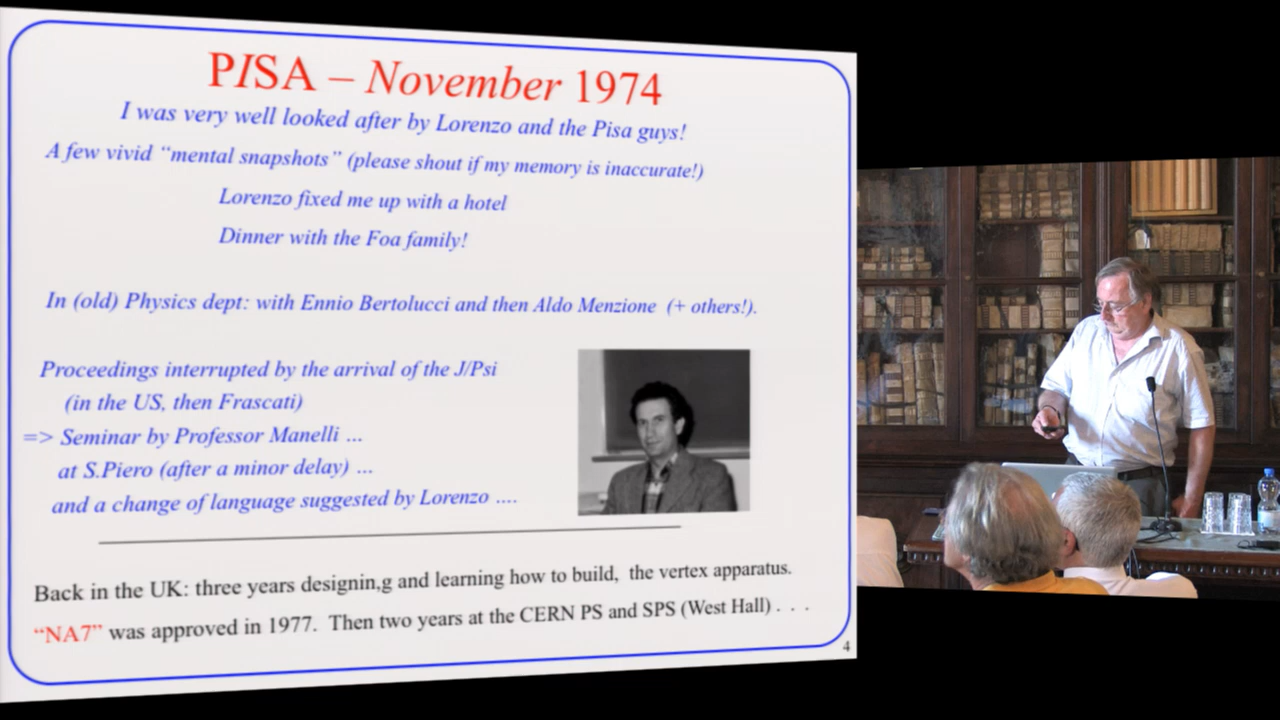 PISA – November 1974
I was very well looked after by Lorenzo and the Pisa guys!
A few vivid “mental snapshots” (please shout if my memory is inaccurate!)
Lorenzo fixed me up with a hotel
Dinner with the Foa family!
In (old) Physics dept: with Ennio Bertolucci and then Aldo Menzione (+ others!).
Proceedings interrupted by the arrival of the J/Psi
(in the US, then Frascati)
=> Seminar by Professor Manelli ...
at S.Piero (after a minor delay) ...
and a change of language suggested by Lorenzo ....
Back in the UK: three years designin,g and learning how to build, the vertex apparatus.
“NA7” was approved in 1977. Then two years at the CERN PS and SPS (West Hall) . . .
4